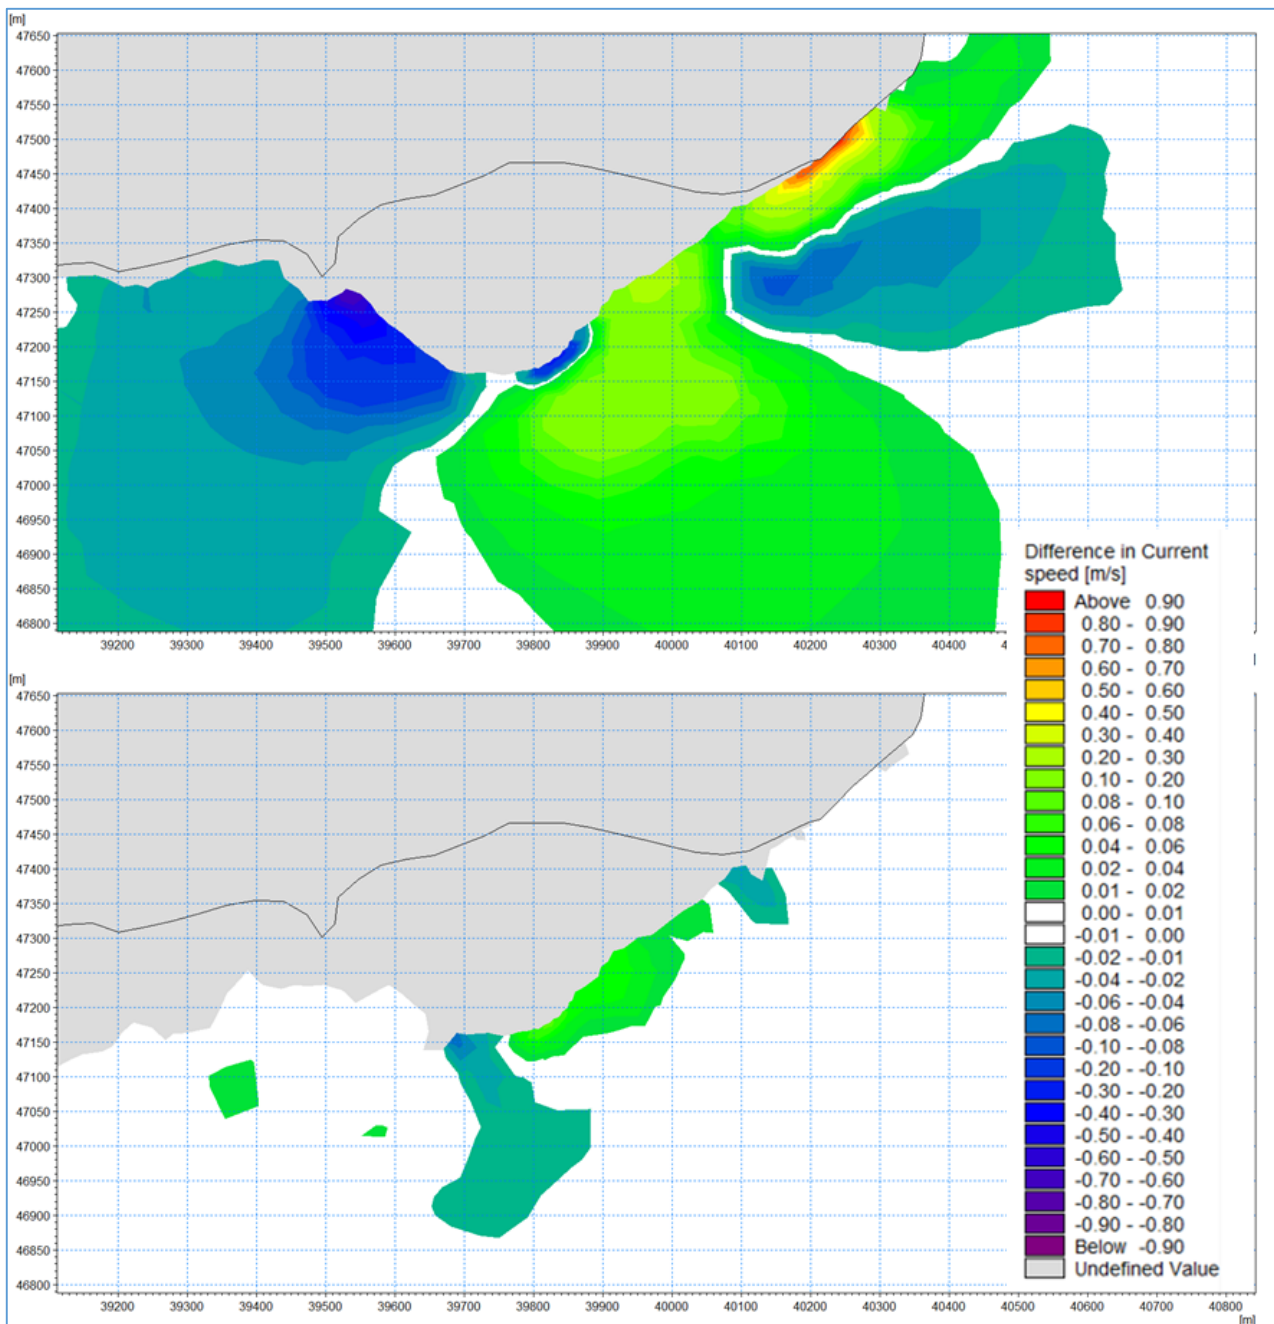 [m]
47650
47600
47550
47500
47450
47400
47350
47300
47250
47200
47150
47100
47050
47000
46950
46900
46850
46800
39200 39300 39400 39500 39600 39700 39800 39900 40000 40100 40200 40300 40400 4
Difference in Current
speed [m/s]
Above 0.90
0.80 - 0.90
0.70 - 0.80
0.60 - 0.70
0.50 - 0.60
0.40 - 0.50
0.30 - 0.40
0.20 - 0.30
0.10 - 0.20
0.08 - 0.10
0.06 - 0.08
0.04 - 0.06
0.02 - 0.04
0.01 - 0.02
0.00 - 0.01
-0.01 - 0.00
-0.02 - -0.01
-0.04 - -0.02
-0.06 - -0.04
-0.08 - -0.06
-0.10 - -0.08
-0.20 - -0.10
-0.30 - -0.20
-0.40 - -0.30
-0.50 - -0.40
-0.60 - -0.50
-0.70 - -0.60
-0.80 - -0.70
-0.90 - -0.80
Below -0.90
Undefined Value
[m]
47650
47600
47550
47500
47450
47400
47350
47300
47250
47200
47150
47100
47050
47000
46950
46900
46850
46800
39200 39300 39400 39500 39600 39700 39800 39900 40000 40100 40200 40300 40400 40500 40600 40700 40800
[m]